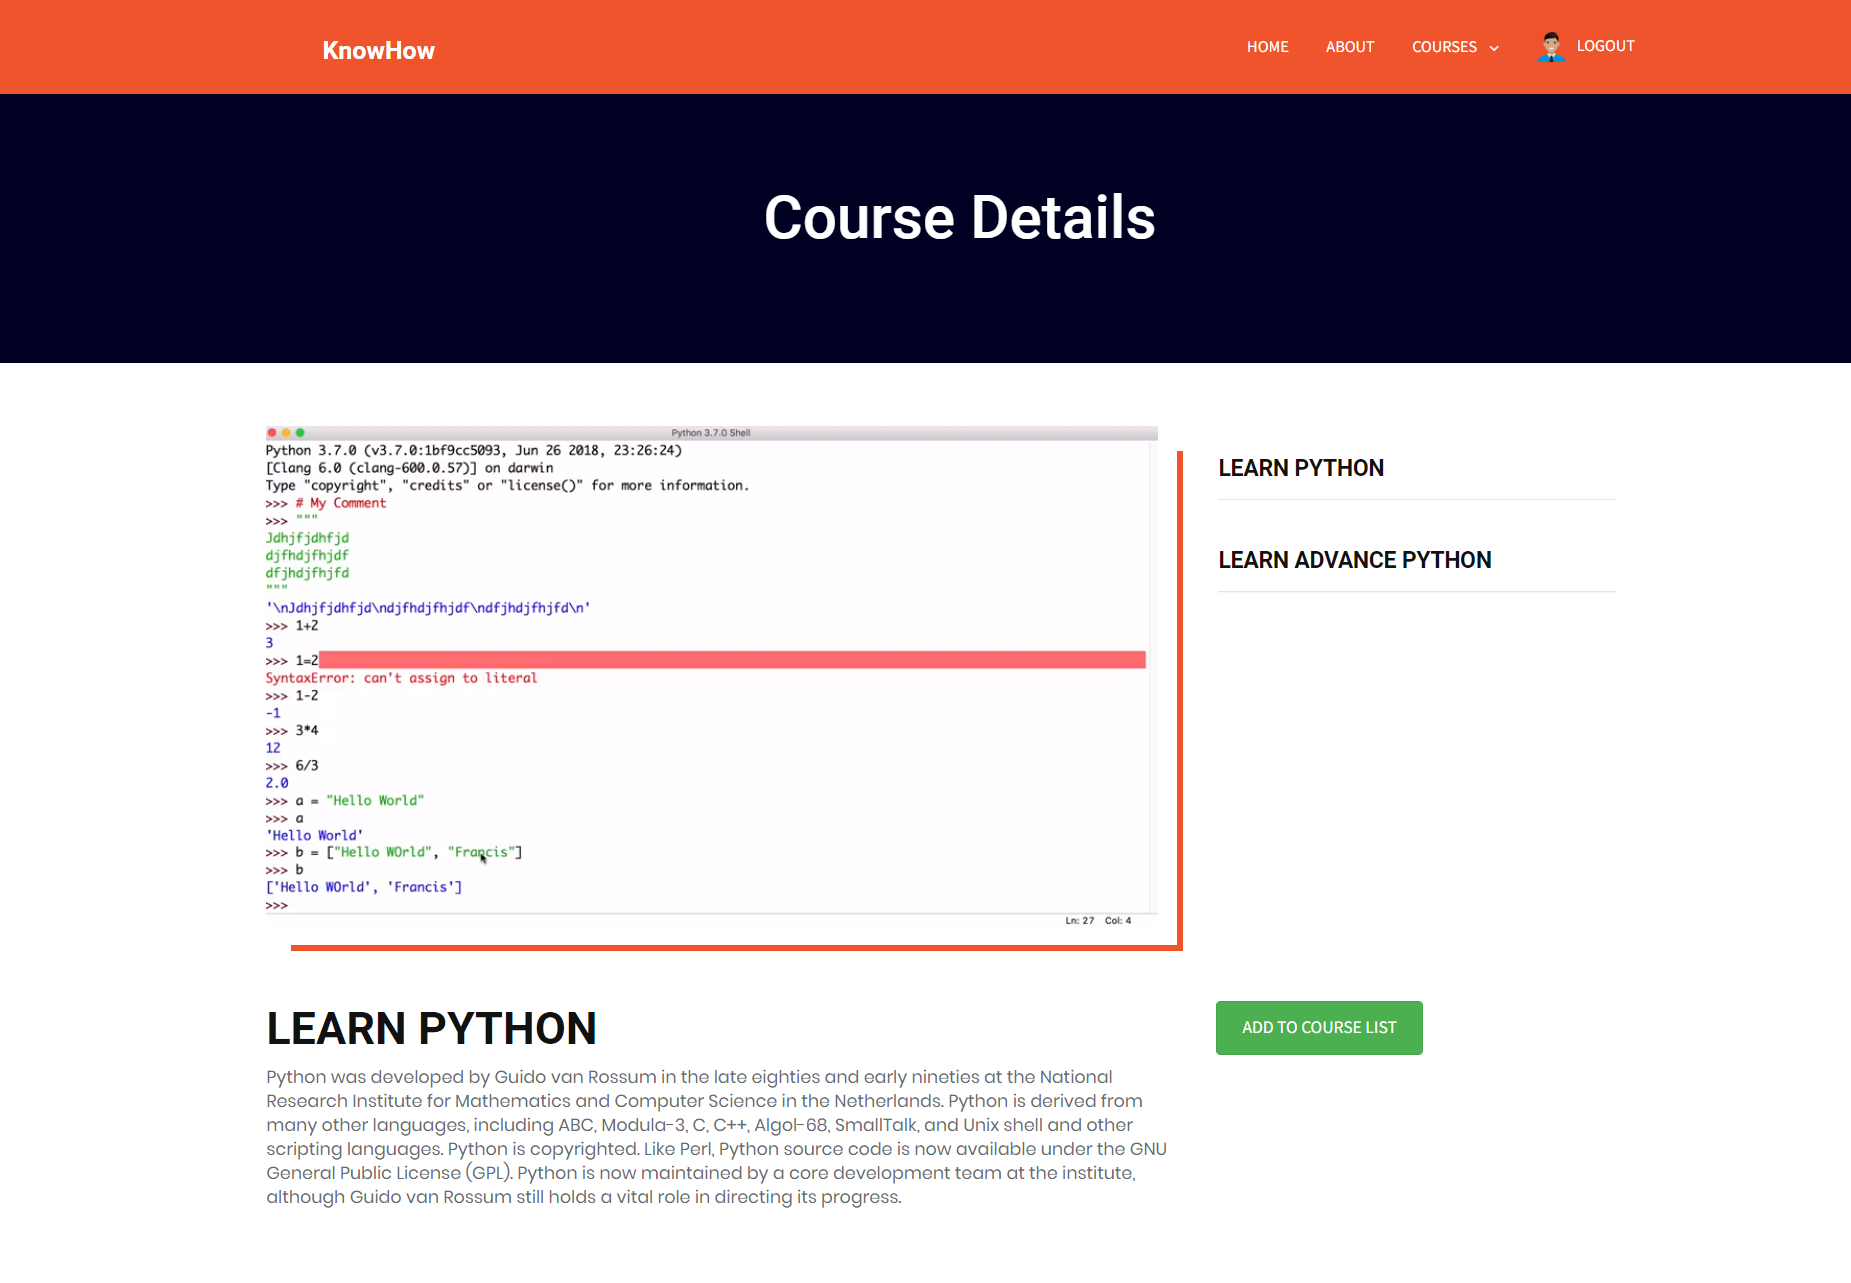 KnowHow
HOME ABOUT COURSES LOGOUT
Course Details
Python 3.7.0 Shell
Python 3.7.0 (v3.7.0:1bf9cc5093, Jun 26 2018, 23:26:24)
[Clang 6.0 (clang-600.0.57)] on darwin
Type "copyright", "credits" or "license()" for more information.
>>> # My Comment
>>> """
Jdhjfjdhfjd
djfhdjfhjdf
dfjhdjfhjfd
"""
'\nJdhjfjdhfjd\ndjfhdjfhjdf\ndfjhdjfhjfd\n'
>>> 1+2
3
>>> 1=2
SyntaxError: can't assign to literal
>>> 1-2
-1
>>> 3*4
12
>>> 6/3
2.0
>>> a = "Hello World"
>>> a
'Hello World'
>>> b = ["Hello WOrld", "Francis"]
>>> b
['Hello WOrld', 'Francis']
>>>
Ln: 27 Col: 4
LEARN PYTHON
LEARN ADVANCE PYTHON
LEARN PYTHON
Python was developed by Guido van Rossum in the late eighties and early nineties at the National
Research Institute for Mathematics and Computer Science in the Netherlands. Python is derived from
many other languages, including ABC, Modula-3, C, C++, Algol-68, SmallTalk, and Unix shell and other
scripting languages. Python is copyrighted. Like Perl, Python source code is now available under the GNU
General Public License (GPL). Python is now maintained by a core development team at the institute,
although Guido van Rossum still holds a vital role in directing its progress.
ADD TO COURSE LIST